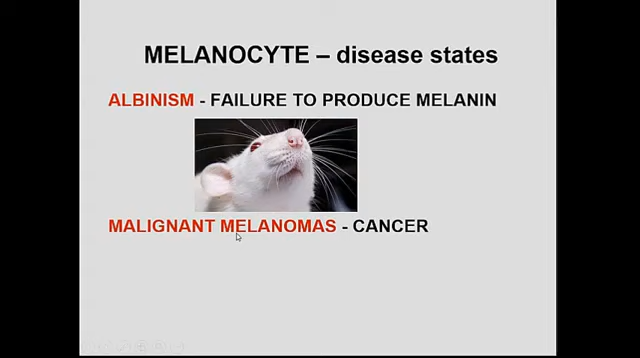 MELANOCYTE – disease states
ALBINISM - FAILURE TO PRODUCE MELANIN
MALIGNANT MELANOMAS - CANCER